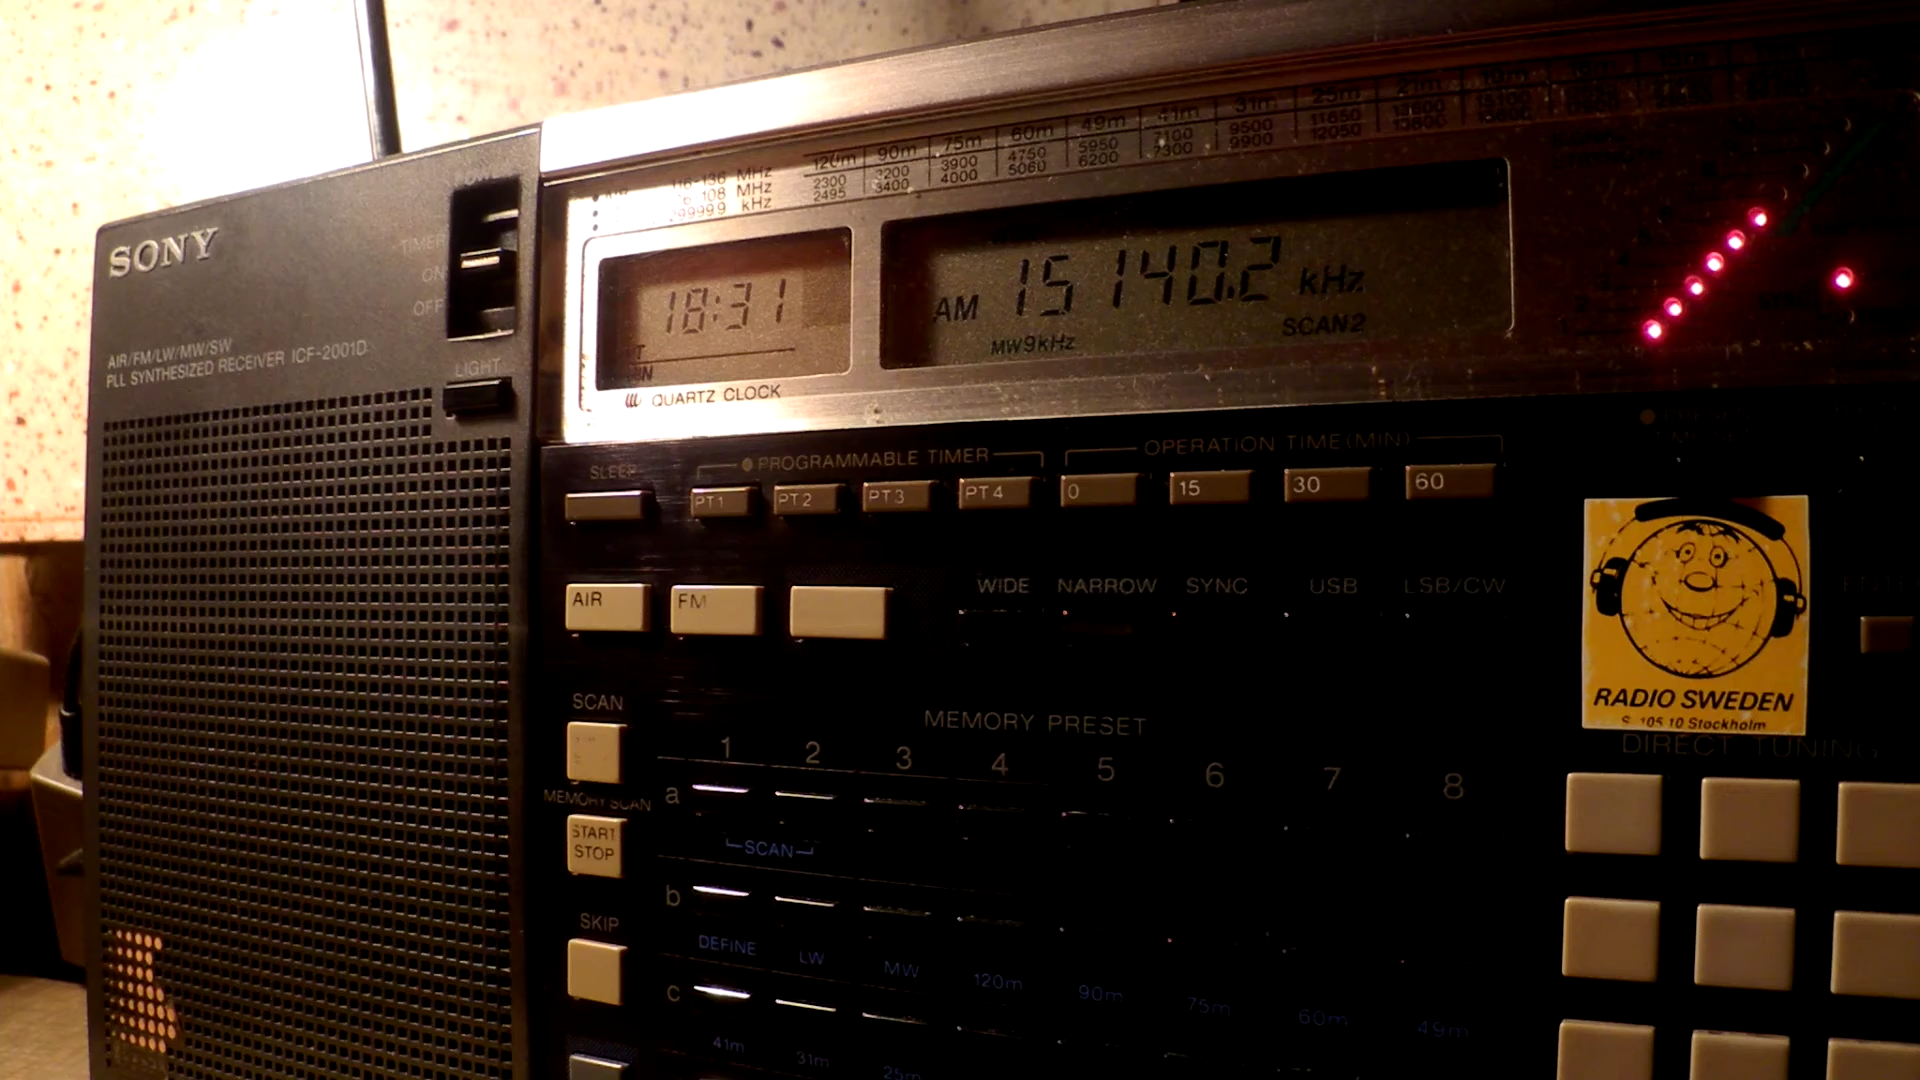 SONY
TIMER
ON
OFF
AIR/FM/LW/MW/SW
PLL SYNTHESIZED RECEIVER ICF-2001D
LIGHT
116-136 MHz
108 MHz
kHz
120m 90m 75m 60m 49m 41m 31m 25m 21m
2300 3200 3900 4750 5950 7100 9500 11650
2495 3400 4000 5060 6200 7300 9900 12050
18:31
QUARTZ CLOCK
AM 15140.2 kHz
MW9kHz
SCAN2
SLEEP
PROGRAMMABLE TIMER
OPERATION TIME (MIN)
PT1 PT2 PT3 PT4 0 15 30 60
AIR FM
WIDE NARROW SYNC USB LSB/CW
RADIO SWEDEN
S-105 10 Stockholm
DIRECT TUNING
SCAN
MEMORY PRESET
1 2 3 4 5 6 7 8
MEMORY SCAN
START
STOP
a
SCAN
b
SKIP
DEFINE LW MW 120m 90m 75m 60m 49m
c
41m 31m 25m